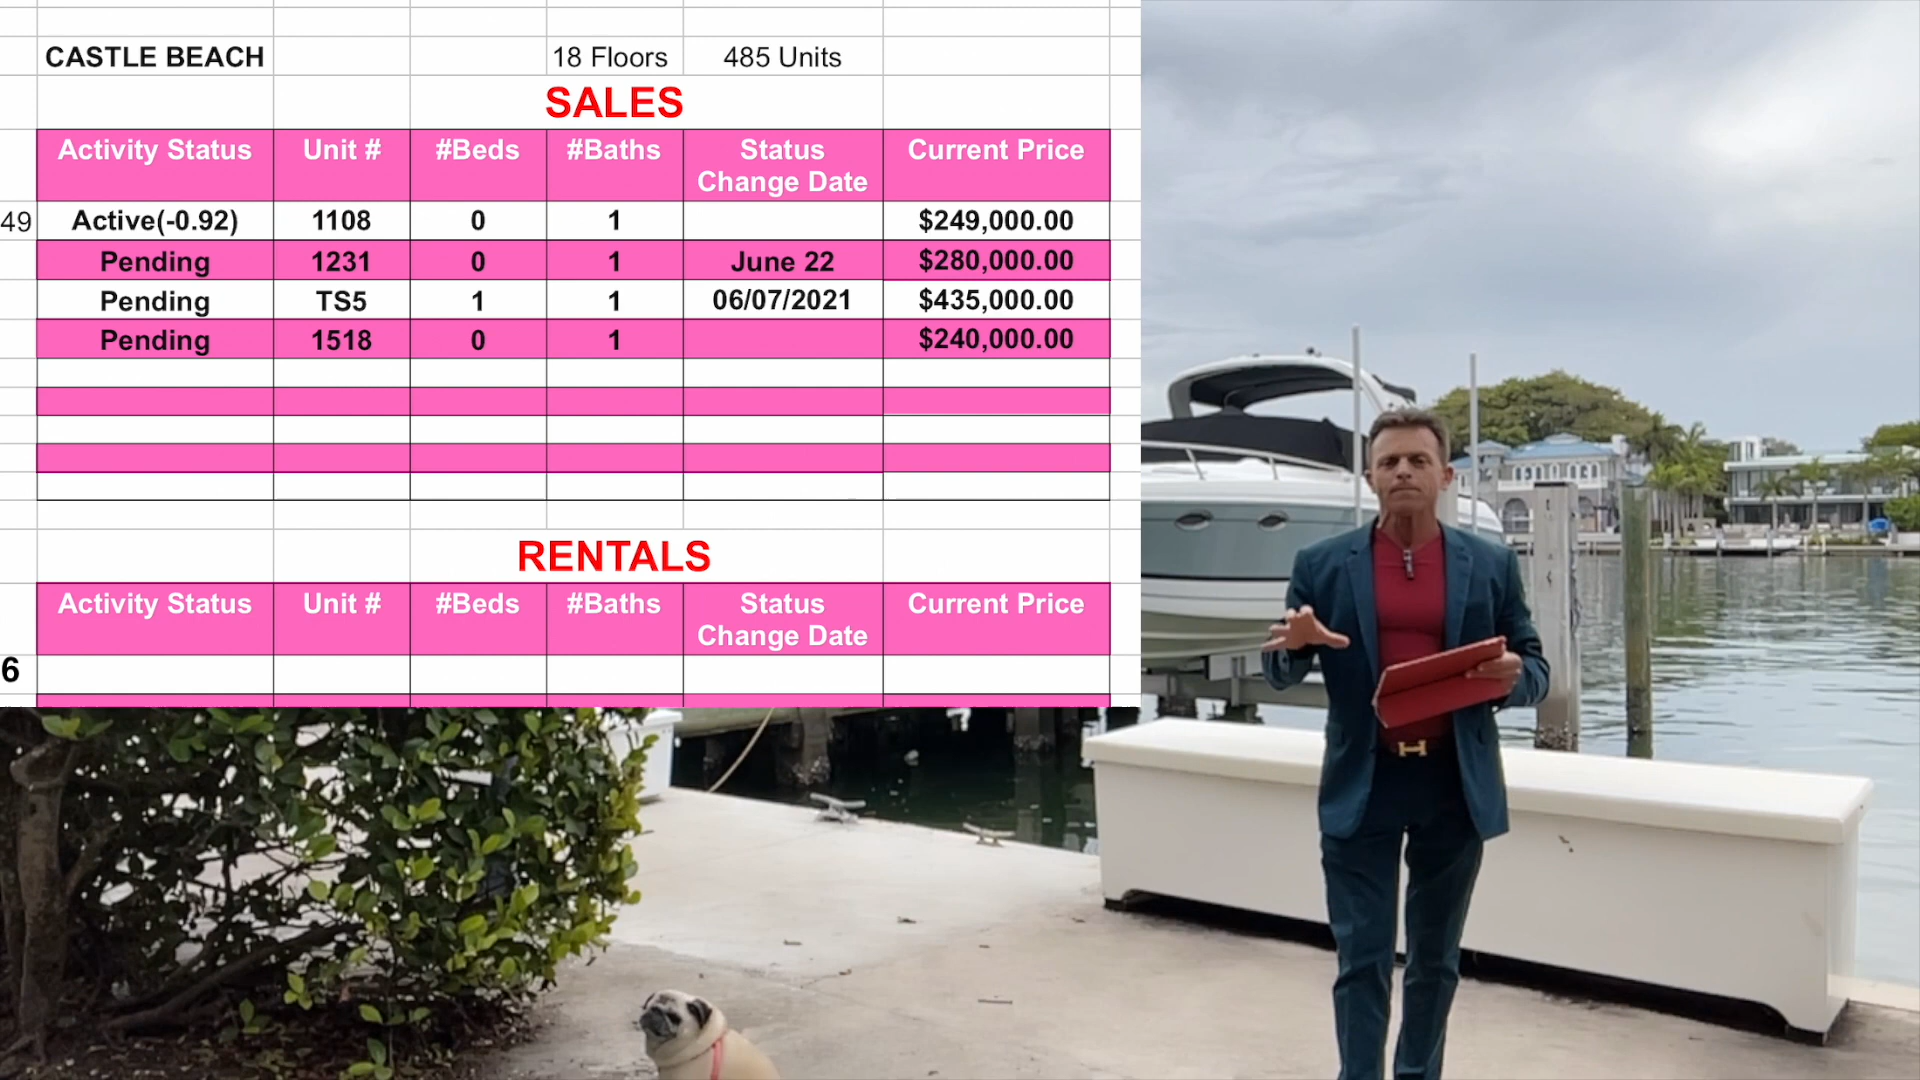 CASTLE BEACH 18 Floors 485 Units
SALES
Activity Status Unit # #Beds #Baths Status Change Date Current Price
49 Active(-0.92) 1108 0 1 $249,000.00
Pending 1231 0 1 June 22 $280,000.00
Pending TS5 1 1 06/07/2021 $435,000.00
Pending 1518 0 1 $240,000.00
RENTALS
Activity Status Unit # #Beds #Baths Status Change Date Current Price
6